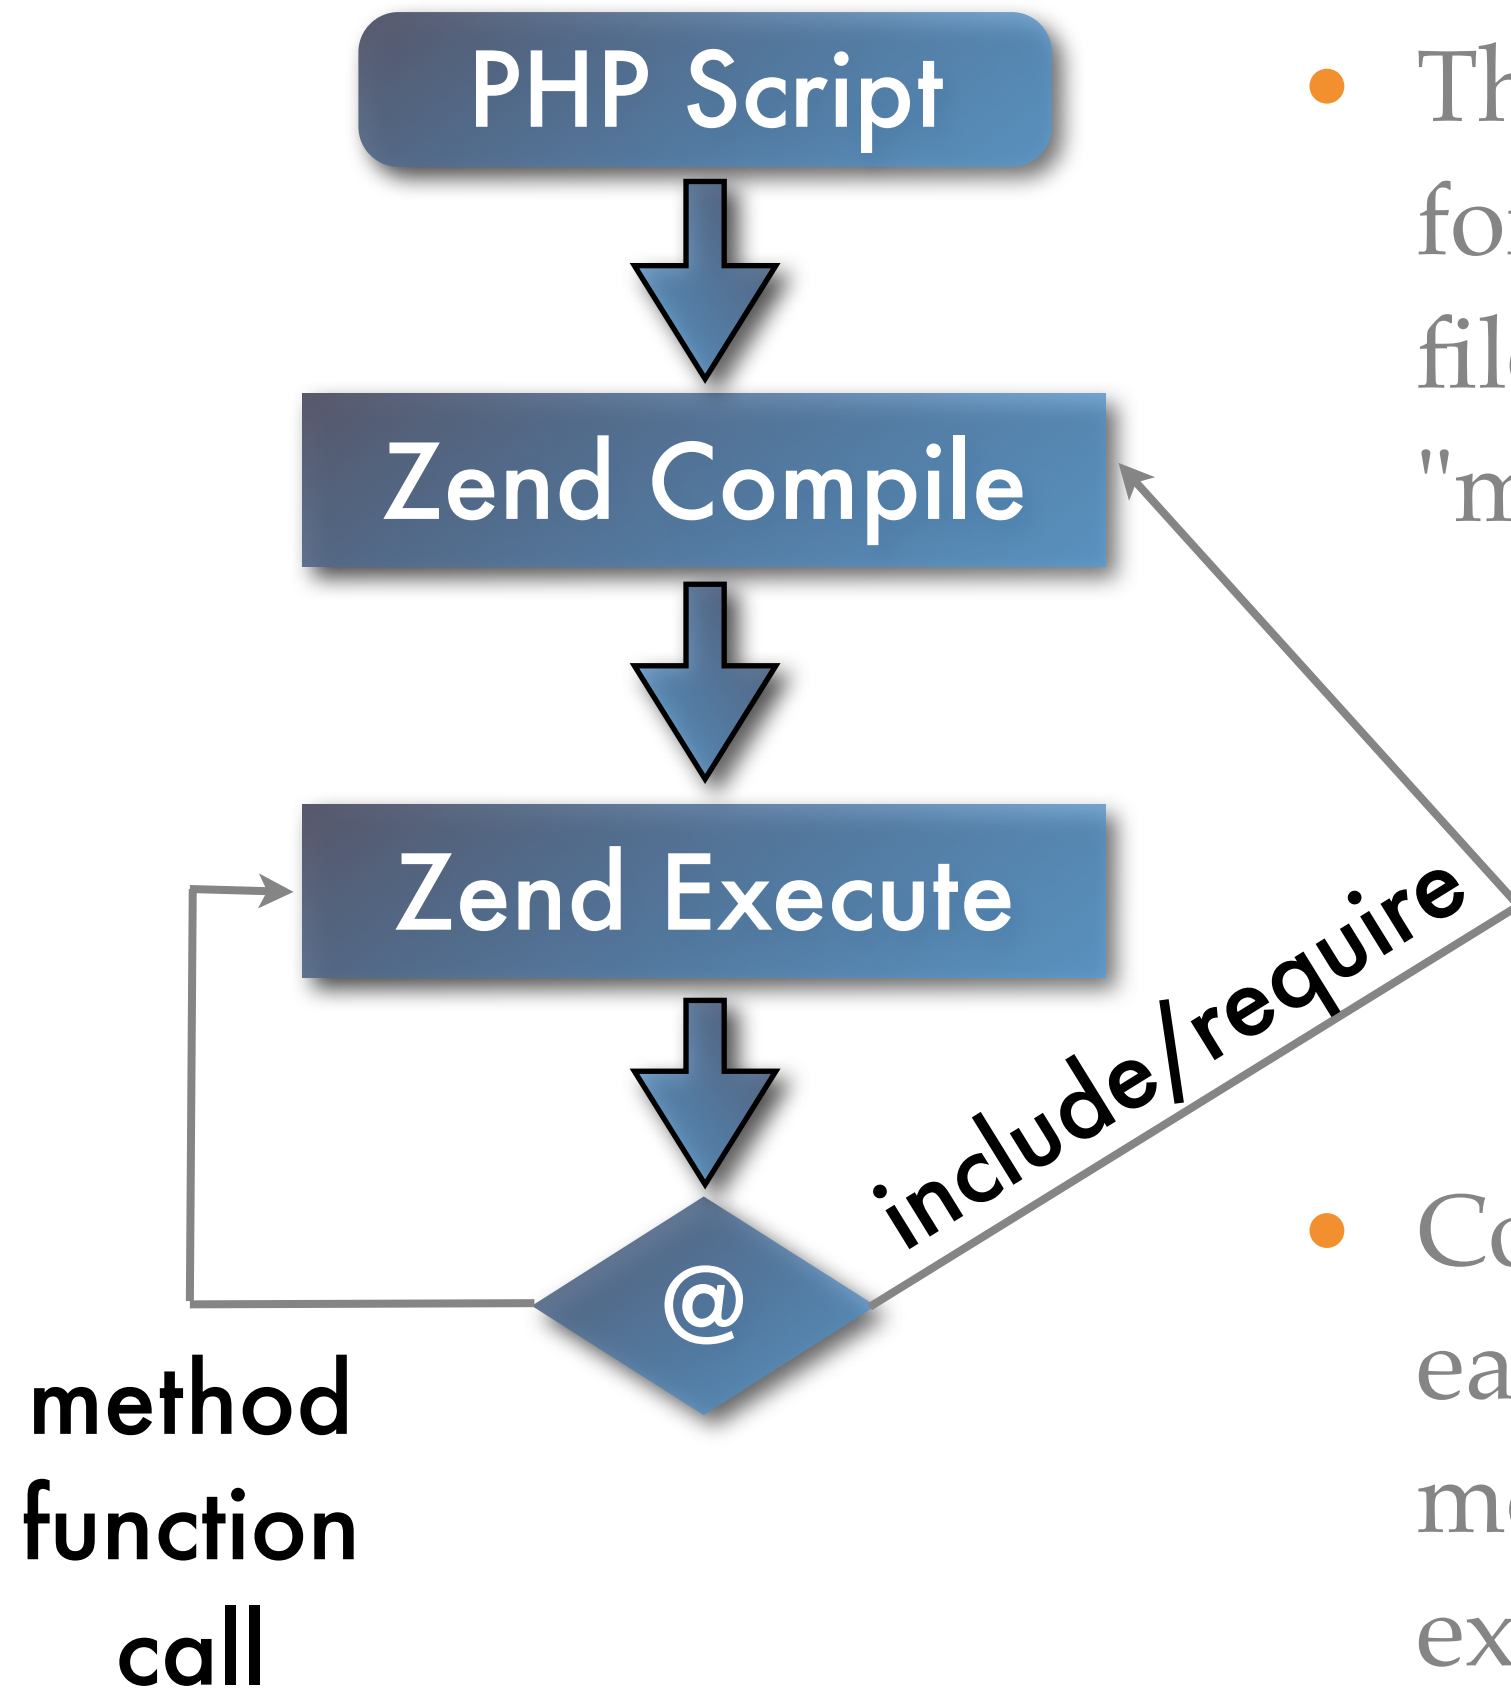 PHP Script
Zend Compile
Zend Execute
include/require
@
method
function
call